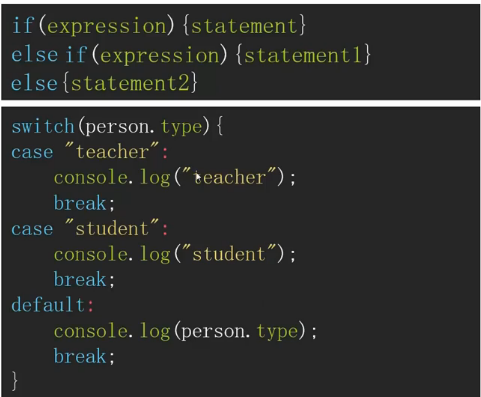 if(expression){statement}
else if(expression){statement1}
else{statement2}
switch(person.type){
case "teacher":
    console.log("teacher");
    break;
case "student":
    console.log("student");
    break;
default:
    console.log(person.type);
    break;
}